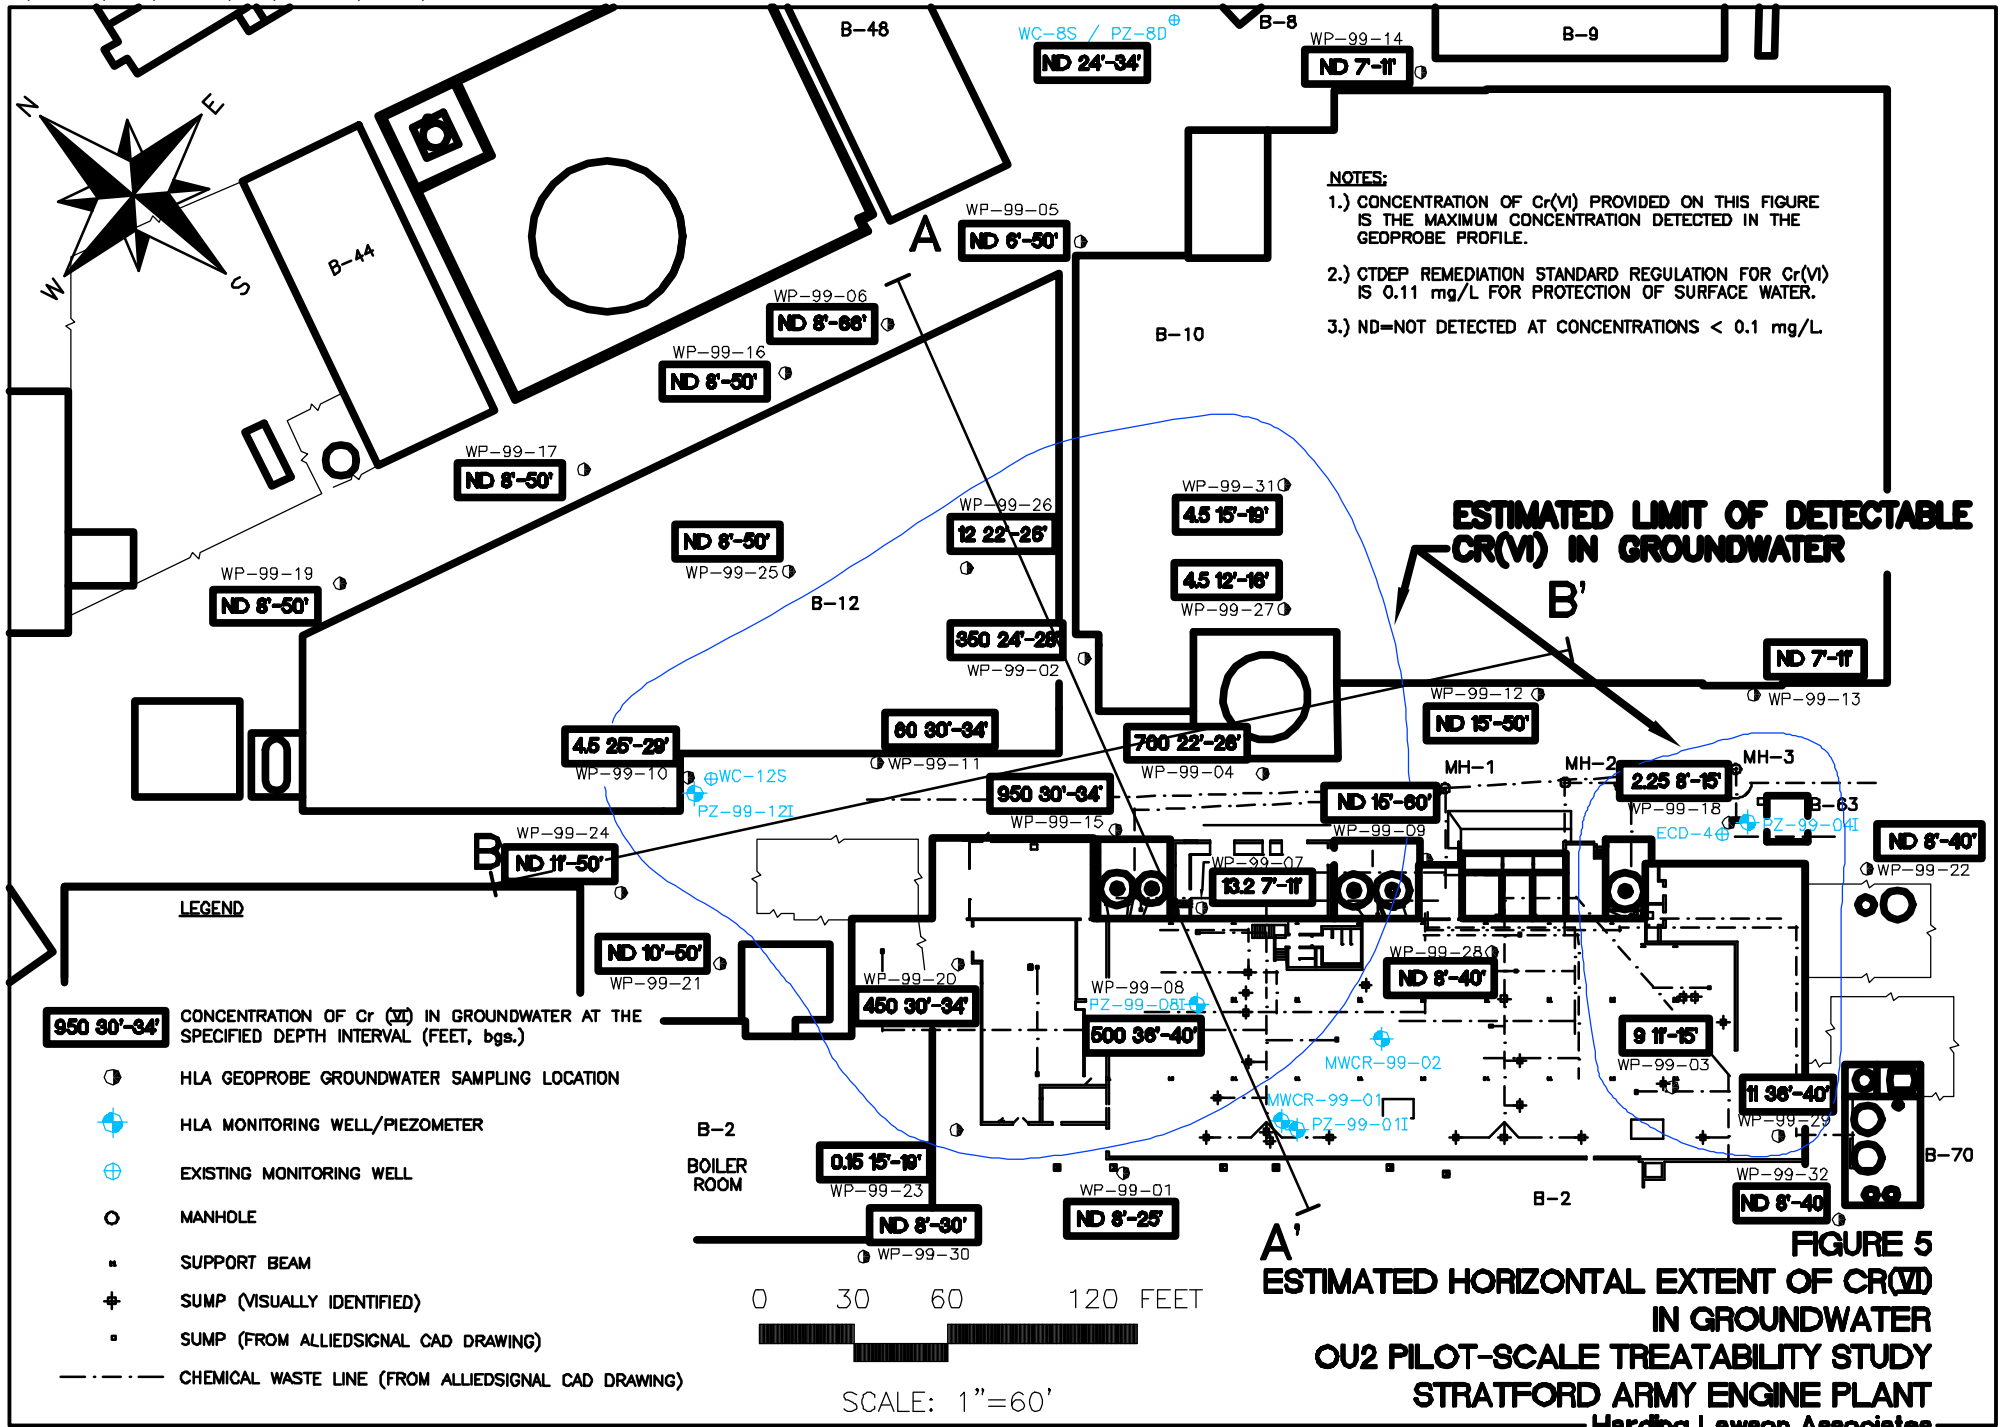 B-48
WC-8S / PZ-8D
ND 24'-34'
B-8
WP-99-14
ND 7'-11'
B-9
N
E
W
S
B-44
NOTES:
1.) CONCENTRATION OF Cr(VI) PROVIDED ON THIS FIGURE
IS THE MAXIMUM CONCENTRATION DETECTED IN THE
GEOPROBE PROFILE.
2.) CTDEP REMEDIATION STANDARD REGULATION FOR Cr(VI)
IS 0.11 mg/L FOR PROTECTION OF SURFACE WATER.
3.) ND=NOT DETECTED AT CONCENTRATIONS < 0.1 mg/L.
A
WP-99-05
ND 6'-50'
WP-99-06
ND 8'-66'
WP-99-16
ND 8'-50'
B-10
WP-99-17
ND 8'-50'
WP-99-26
12 22'-26'
WP-99-31
4.5 15'-19'
ESTIMATED LIMIT OF DETECTABLE
CR(VI) IN GROUNDWATER
ND 8'-50'
WP-99-25
WP-99-19
ND 8'-50'
B-12
4.5 12'-16'
WP-99-27
B'
350 24'-28'
WP-99-02
ND 7'-11'
WP-99-13
WP-99-12
ND 15'-50'
4.5 25'-29'
WP-99-10
WC-12S
PZ-99-12I
60 30'-34'
WP-99-11
700 22'-26'
WP-99-04
MH-1
MH-2
MH-3
950 30'-34'
WP-99-15
ND 15'-60'
WP-99-09
2.25 8'-15'
WP-99-18
B-63
ECD-4
PZ-99-04I
ND 8'-40'
WP-99-22
B
WP-99-24
ND 11'-50'
WP-99-07
13.2 7'-11'
LEGEND
ND 10'-50'
WP-99-21
WP-99-20
450 30'-34'
WP-99-08
PZ-99-08I
500 36'-40'
WP-99-28
ND 8'-40'
9 11'-15'
WP-99-03
MWCR-99-02
MWCR-99-01
PZ-99-01I
11 36'-40'
WP-99-29
950 30'-34'
CONCENTRATION OF Cr (VI) IN GROUNDWATER AT THE
SPECIFIED DEPTH INTERVAL (FEET, bgs.)
HLA GEOPROBE GROUNDWATER SAMPLING LOCATION
HLA MONITORING WELL/PIEZOMETER
EXISTING MONITORING WELL
MANHOLE
SUPPORT BEAM
SUMP (VISUALLY IDENTIFIED)
SUMP (FROM ALLIEDSIGNAL CAD DRAWING)
CHEMICAL WASTE LINE (FROM ALLIEDSIGNAL CAD DRAWING)
B-2
BOILER
ROOM
0.15 15'-19'
WP-99-23
ND 8'-30'
WP-99-30
WP-99-01
ND 8'-25'
A'
B-2
WP-99-32
ND 8'-40
B-70
0 30 60 120 FEET
SCALE: 1"=60'
FIGURE 5
ESTIMATED HORIZONTAL EXTENT OF CR(VI)
IN GROUNDWATER
OU2 PILOT-SCALE TREATABILITY STUDY
STRATFORD ARMY ENGINE PLANT
Harding Lawson Associates